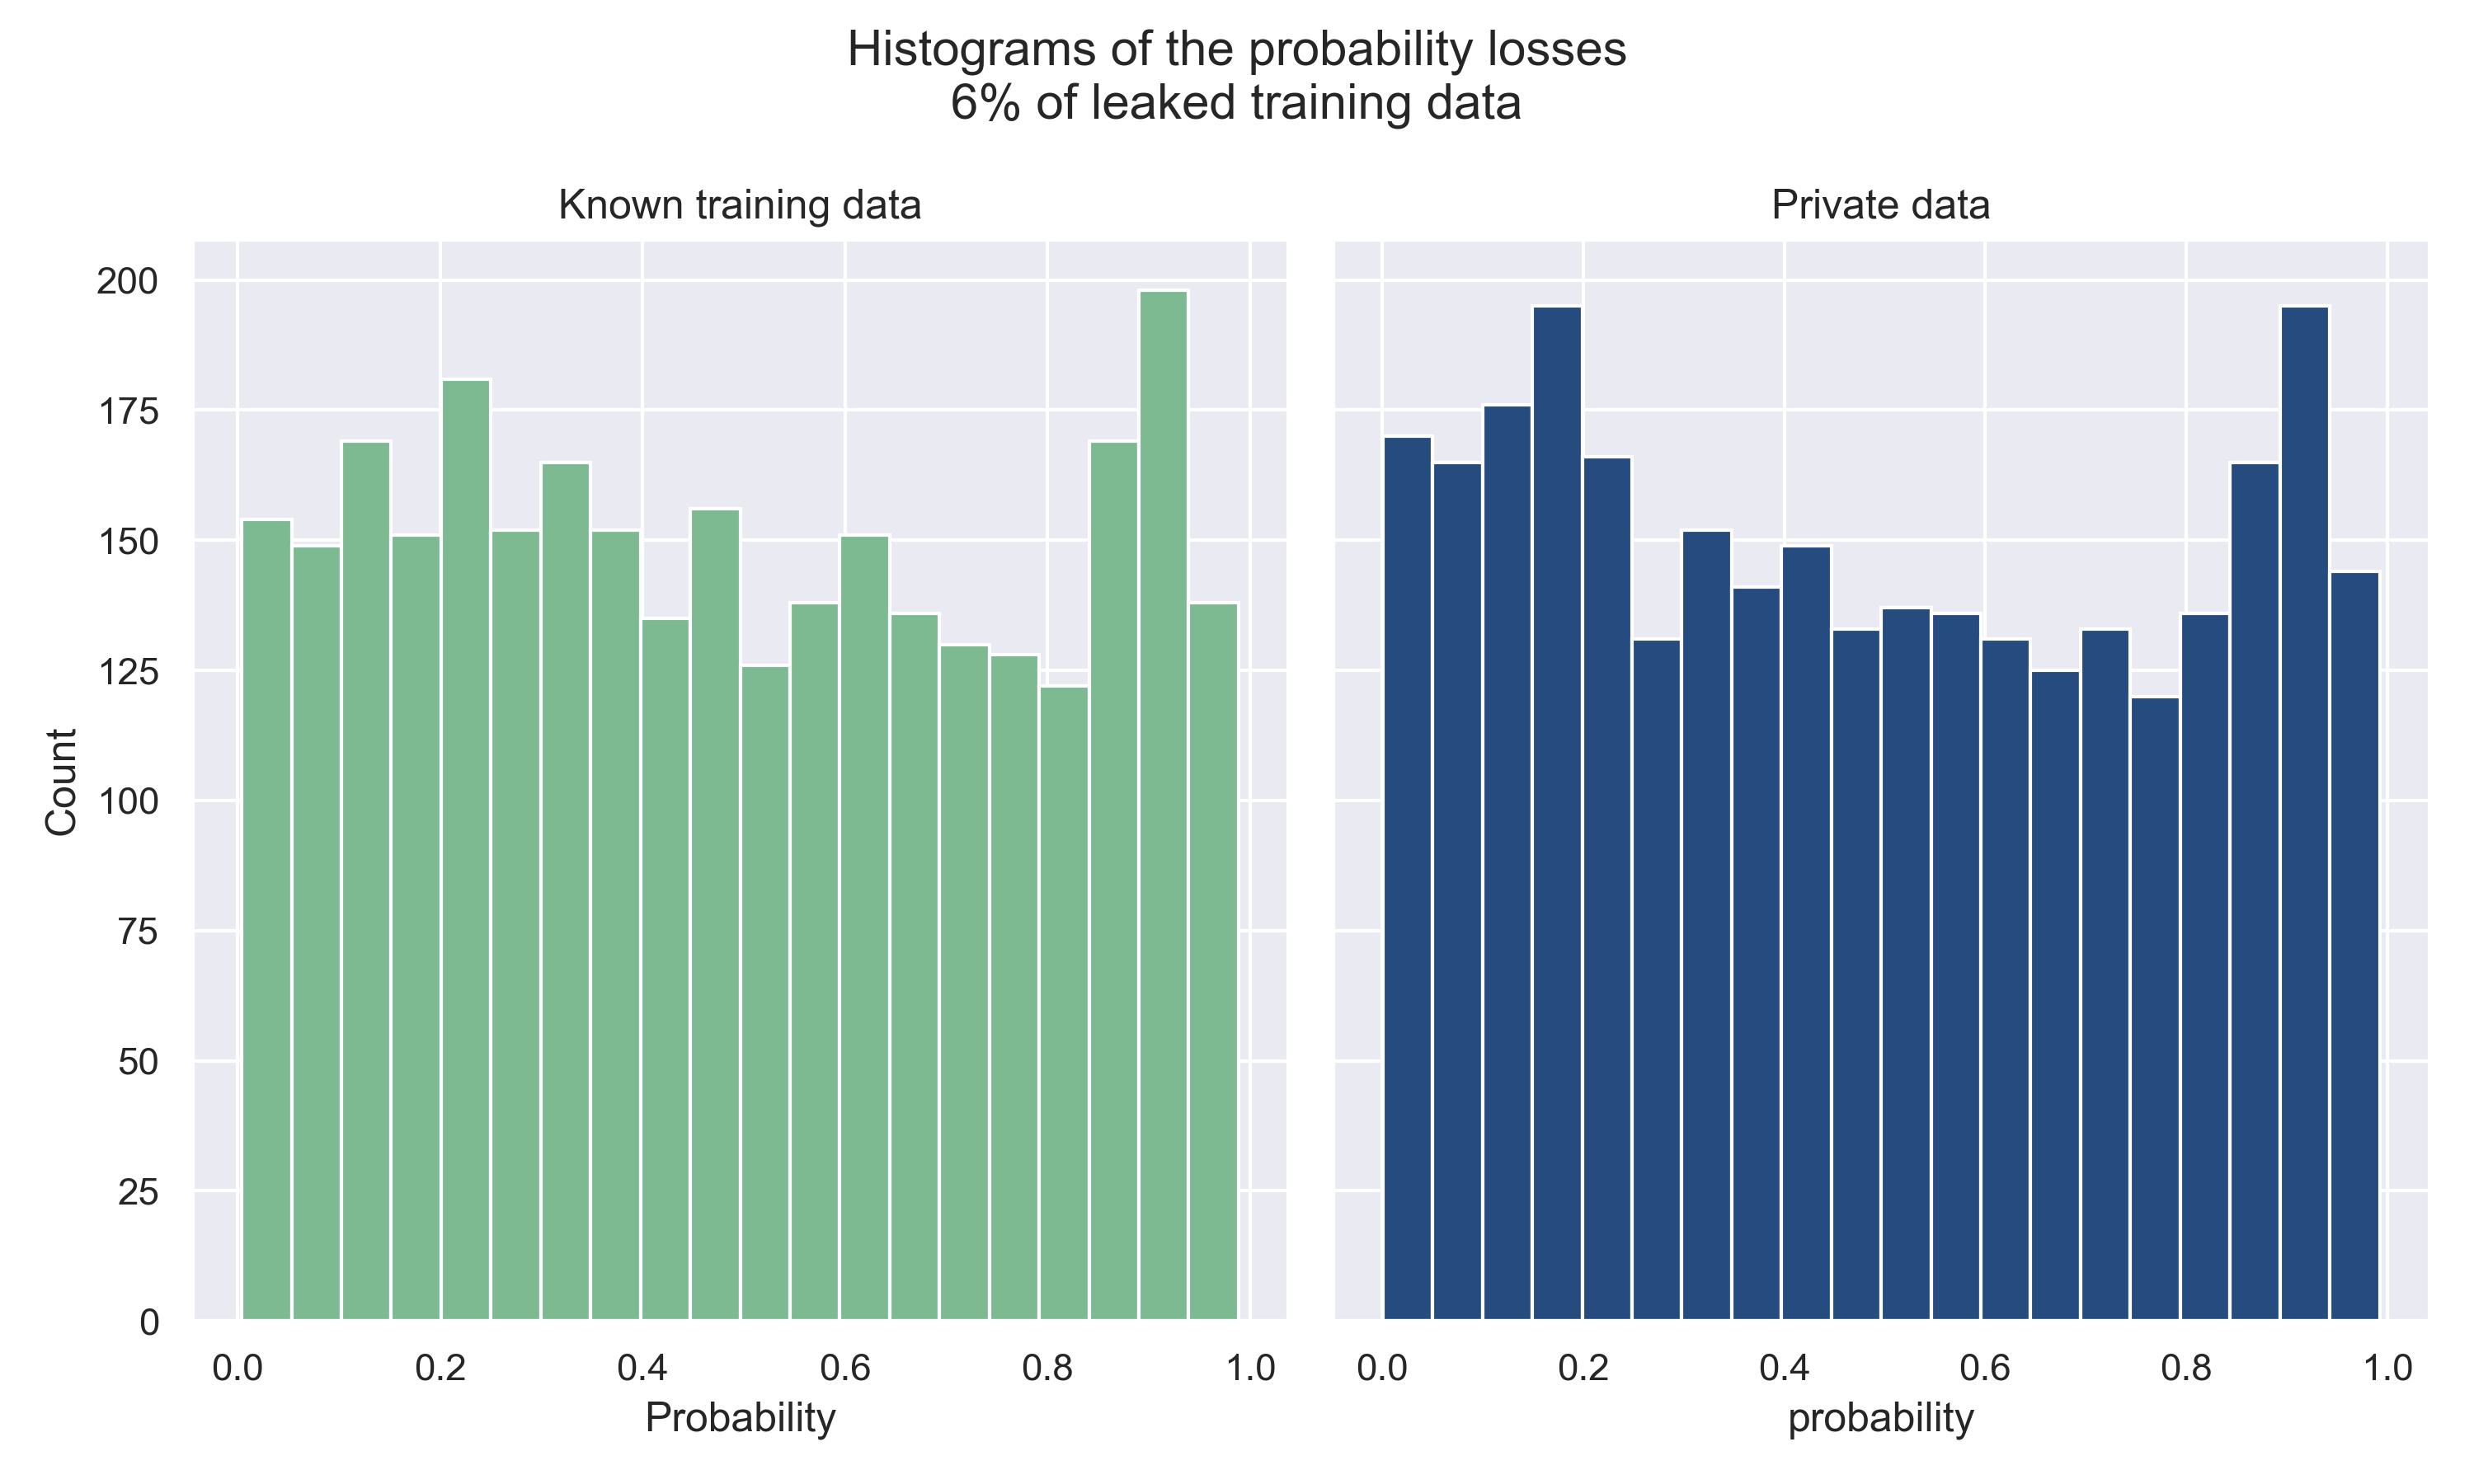 Histograms of the probability losses
6% of leaked training data
Known training data
Private data
200
175
150
125
100
75
50
25
0
Count
0.0 0.2 0.4 0.6 0.8 1.0
Probability
0.0 0.2 0.4 0.6 0.8 1.0
probability